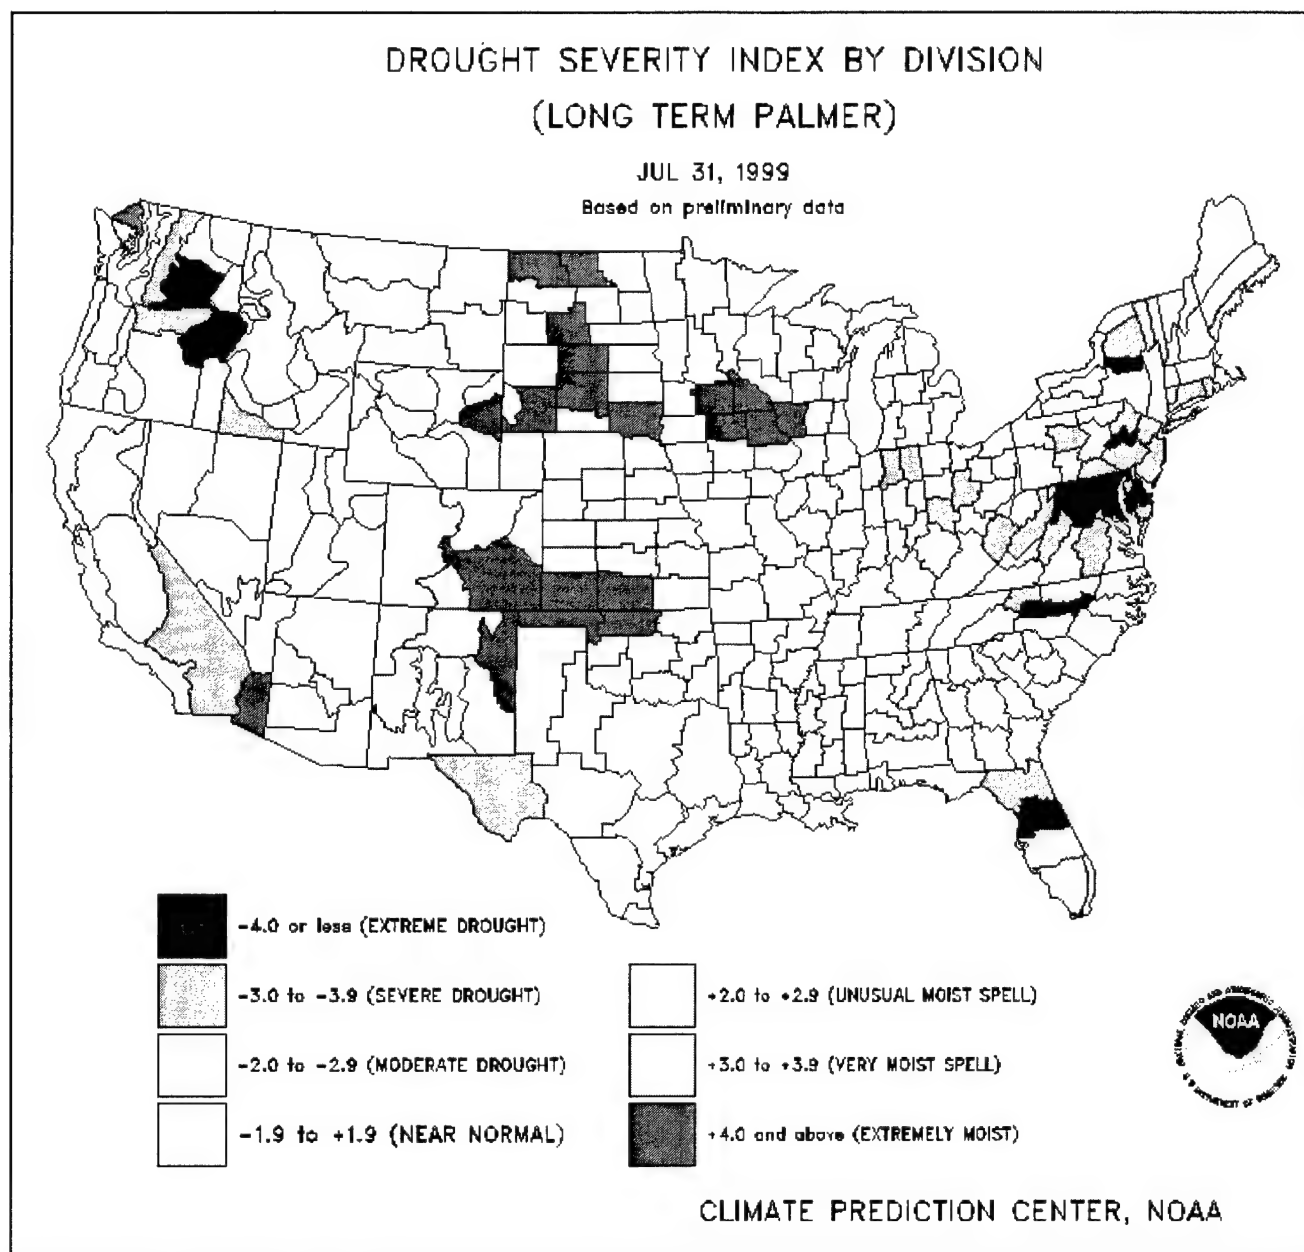 DROUGHT SEVERITY INDEX BY DIVISION
(LONG TERM PALMER)
JUL 31, 1999
Based on preliminary data
-4.0 or less (EXTREME DROUGHT)
-3.0 to -3.9 (SEVERE DROUGHT)
-2.0 to -2.9 (MODERATE DROUGHT)
-1.9 to +1.9 (NEAR NORMAL)
+2.0 to +2.9 (UNUSUAL MOIST SPELL)
+3.0 to +3.9 (VERY MOIST SPELL)
+4.0 and above (EXTREMELY MOIST)
NOAA
CLIMATE PREDICTION CENTER, NOAA